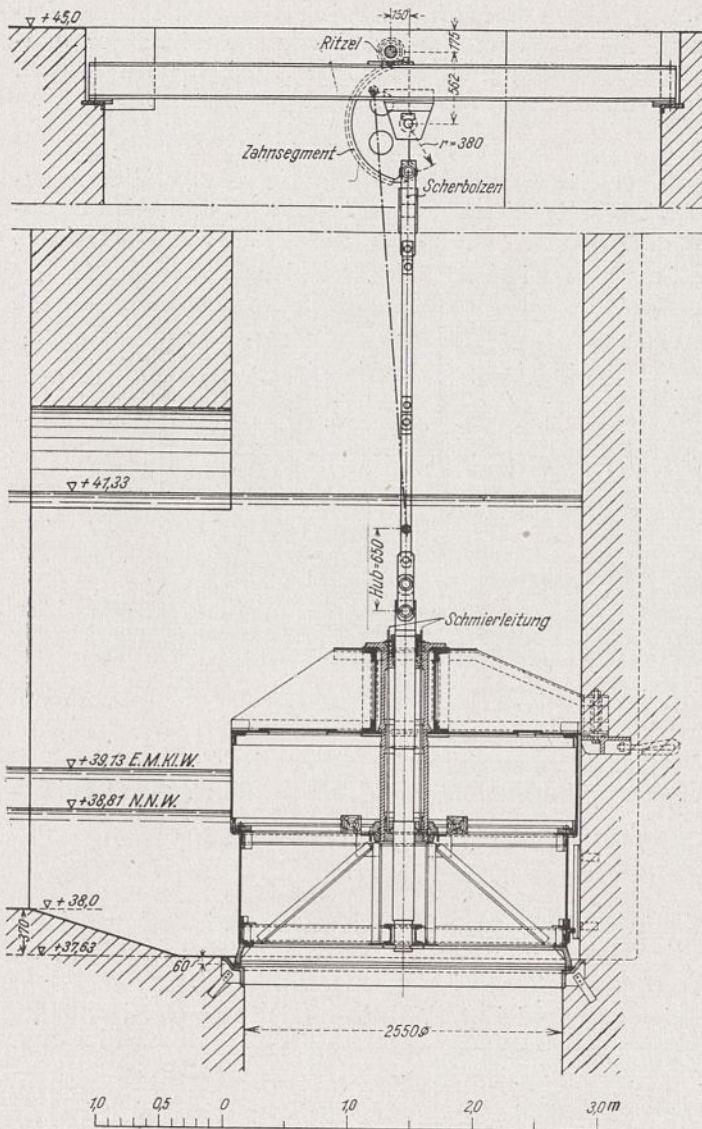 +45,0
150
175
Ritzel
562
Zahnsegment
r=380
Scherbolzen
+41,33
Hub=650
Schmierleitung
+39,13 E.M.Kl.W.
+38,81 N.N.W.
+38,0
370
+37,63
60
2550⌀
1,0 0,5 0 1,0 2,0 3,0 m